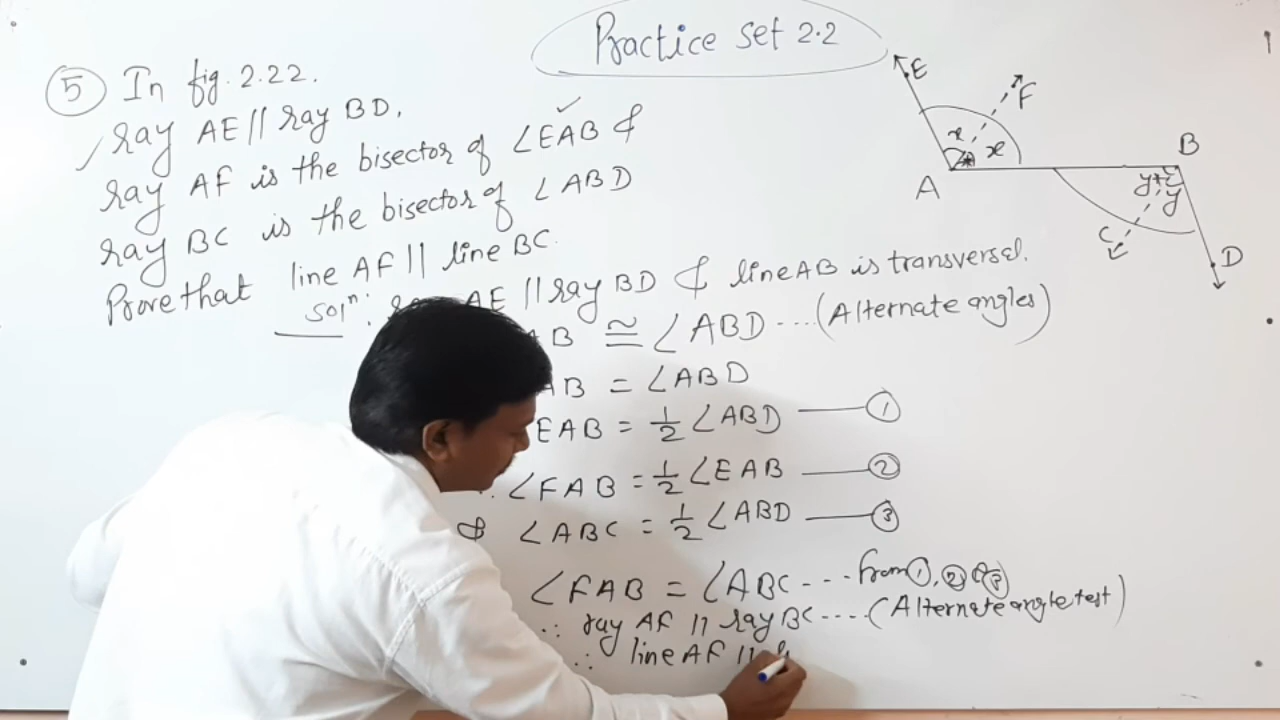 Practice set 2.2
⑤ In fig. 2.22.
ray AE || ray BD,
ray AF is the bisector of ∠EAB &
ray BC is the bisector of ∠ABD
Prove that line AF || line BC.
E
F
x
x
A
B
y
y
C
D
Solⁿ: AE || ray BD & line AB is transversal.
B ≅ ∠ABD ----(Alternate angles)
AB = ∠ABD
EAB = 1/2 ∠ABD —— ①
∠FAB = 1/2 ∠EAB —— ②
& ∠ABC = 1/2 ∠ABD —— ③
∠FAB = ∠ABC --- from ①, ② & ③
∴ ray AF || ray BC ----(Alternate angle test)
∴ line AF ||